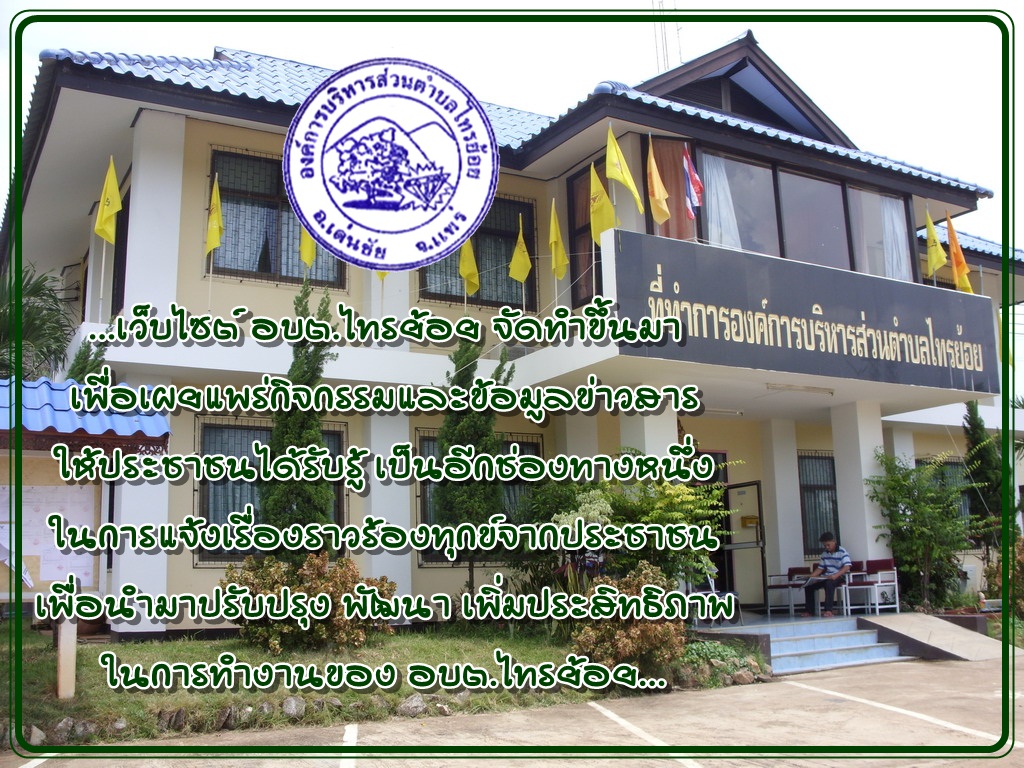 องค์การบริหารส่วนตำบลไทรย้อย
อ.เด่นชัย จ.แพร่
ที่ทำการองค์การบริหารส่วนตำบลไทรย้อย
...เว็บไซต์ อบต.ไทรย้อย จัดทำขึ้นมา
เพื่อเผยแพร่กิจกรรมและข้อมูลข่าวสาร
ให้ประชาชนได้รับรู้ เป็นอีกช่องทางหนึ่ง
ในการแจ้งเรื่องราวร้องทุกข์จากประชาชน
เพื่อนำมาปรับปรุง พัฒนา เพิ่มประสิทธิภาพ
ในการทำงานของ อบต.ไทรย้อย...